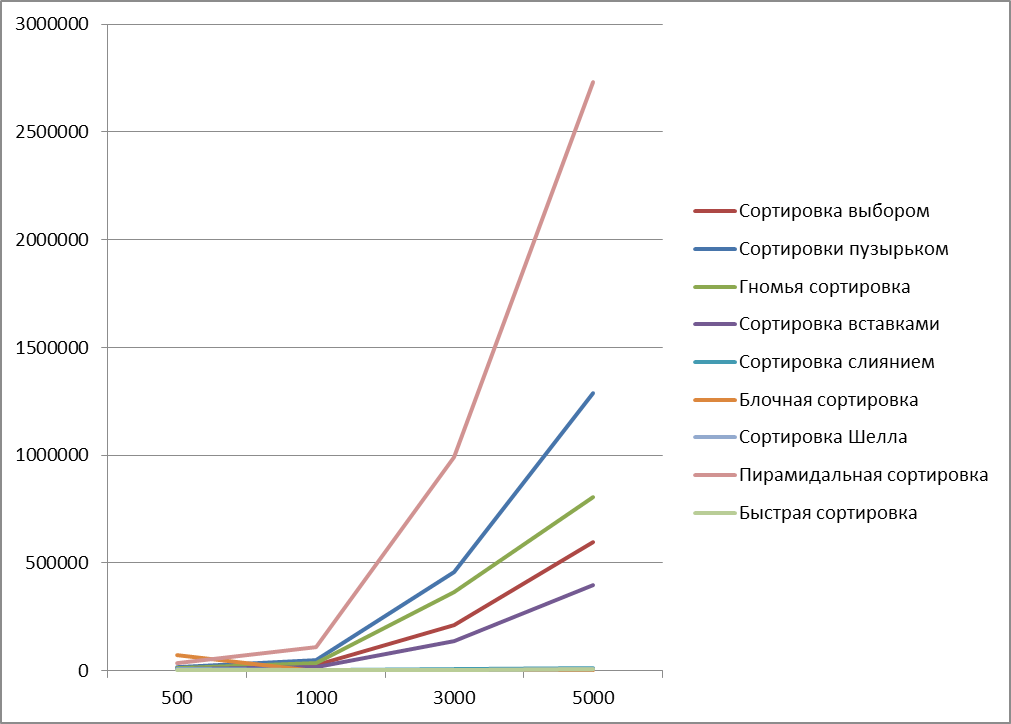 3000000
2500000
2000000
1500000
1000000
500000
0
500 1000 3000 5000
Сортировка выбором
Сортировки пузырьком
Гномья сортировка
Сортировка вставками
Сортировка слиянием
Блочная сортировка
Сортировка Шелла
Пирамидальная сортировка
Быстрая сортировка